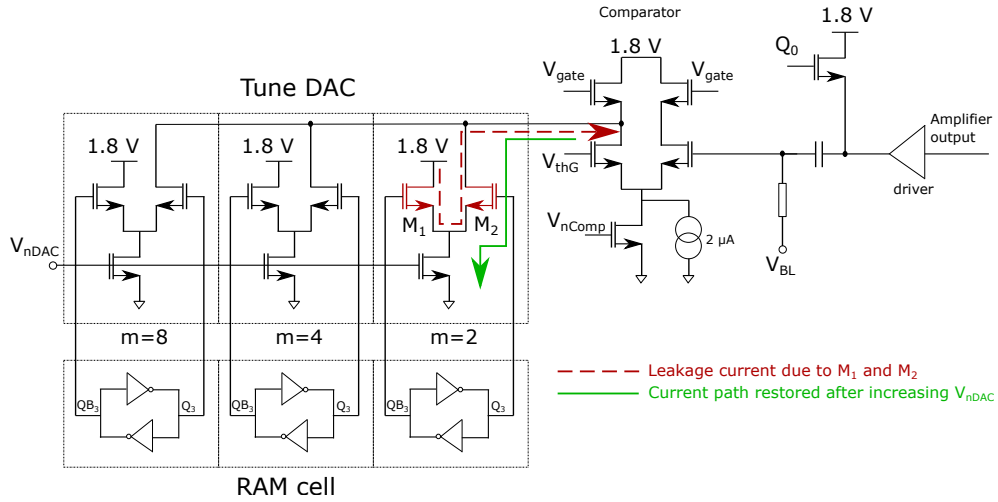 Comparator
1.8 V
1.8 V
Q0
Vgate
Vgate
Tune DAC
1.8 V
1.8 V
1.8 V
Amplifier
output
VthG
driver
M1
M2
VnDAC
VnComp
2 µA
VBL
m=8
m=4
m=2
Leakage current due to M1 and M2
Current path restored after increasing VnDAC
QB3
Q3
QB3
Q3
QB3
Q3
RAM cell